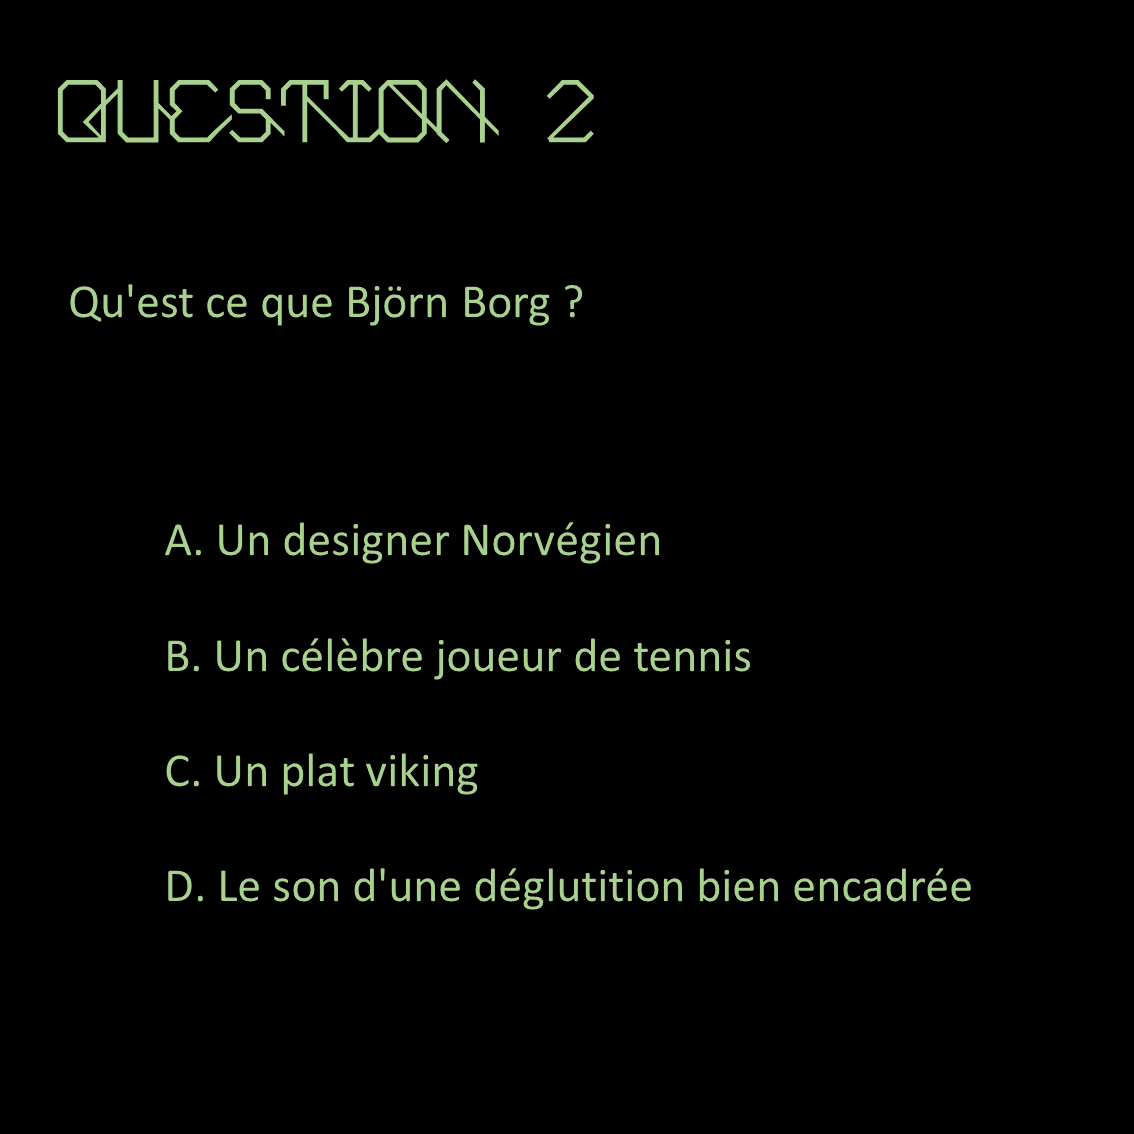 QUESTION 2
Qu'est ce que Björn Borg ?
A. Un designer Norvégien
B. Un célèbre joueur de tennis
C. Un plat viking
D. Le son d'une déglutition bien encadrée